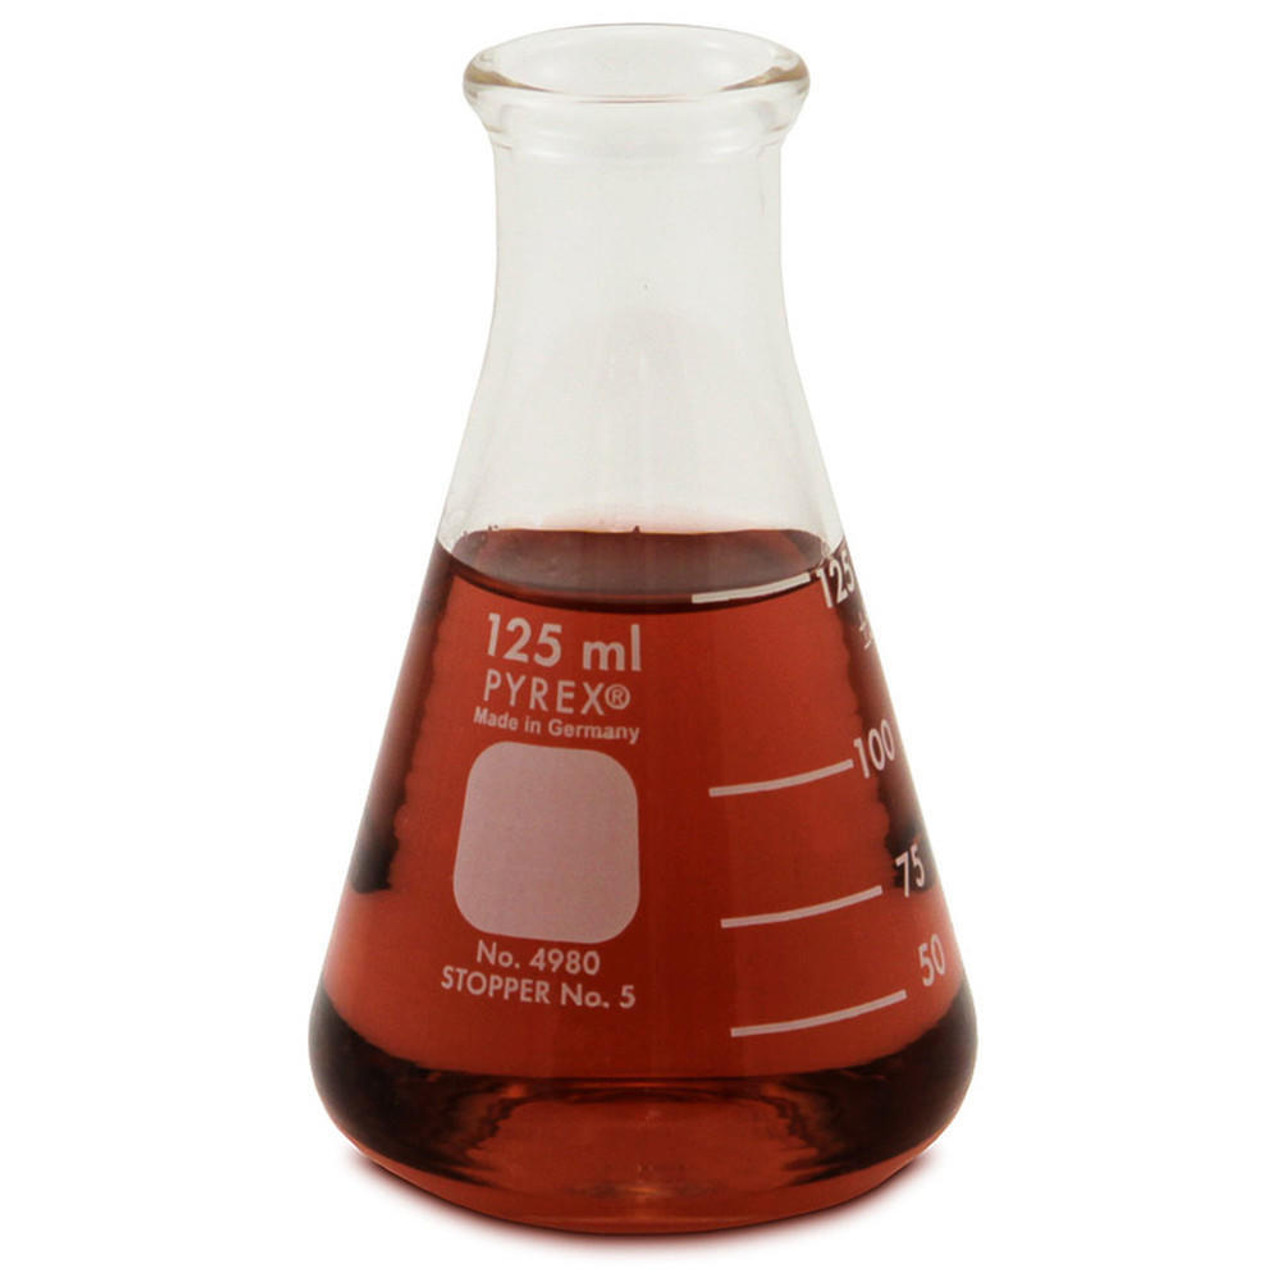 125
125 ml
PYREX®
Made in Germany
100
75
50
No. 4980
STOPPER No. 5